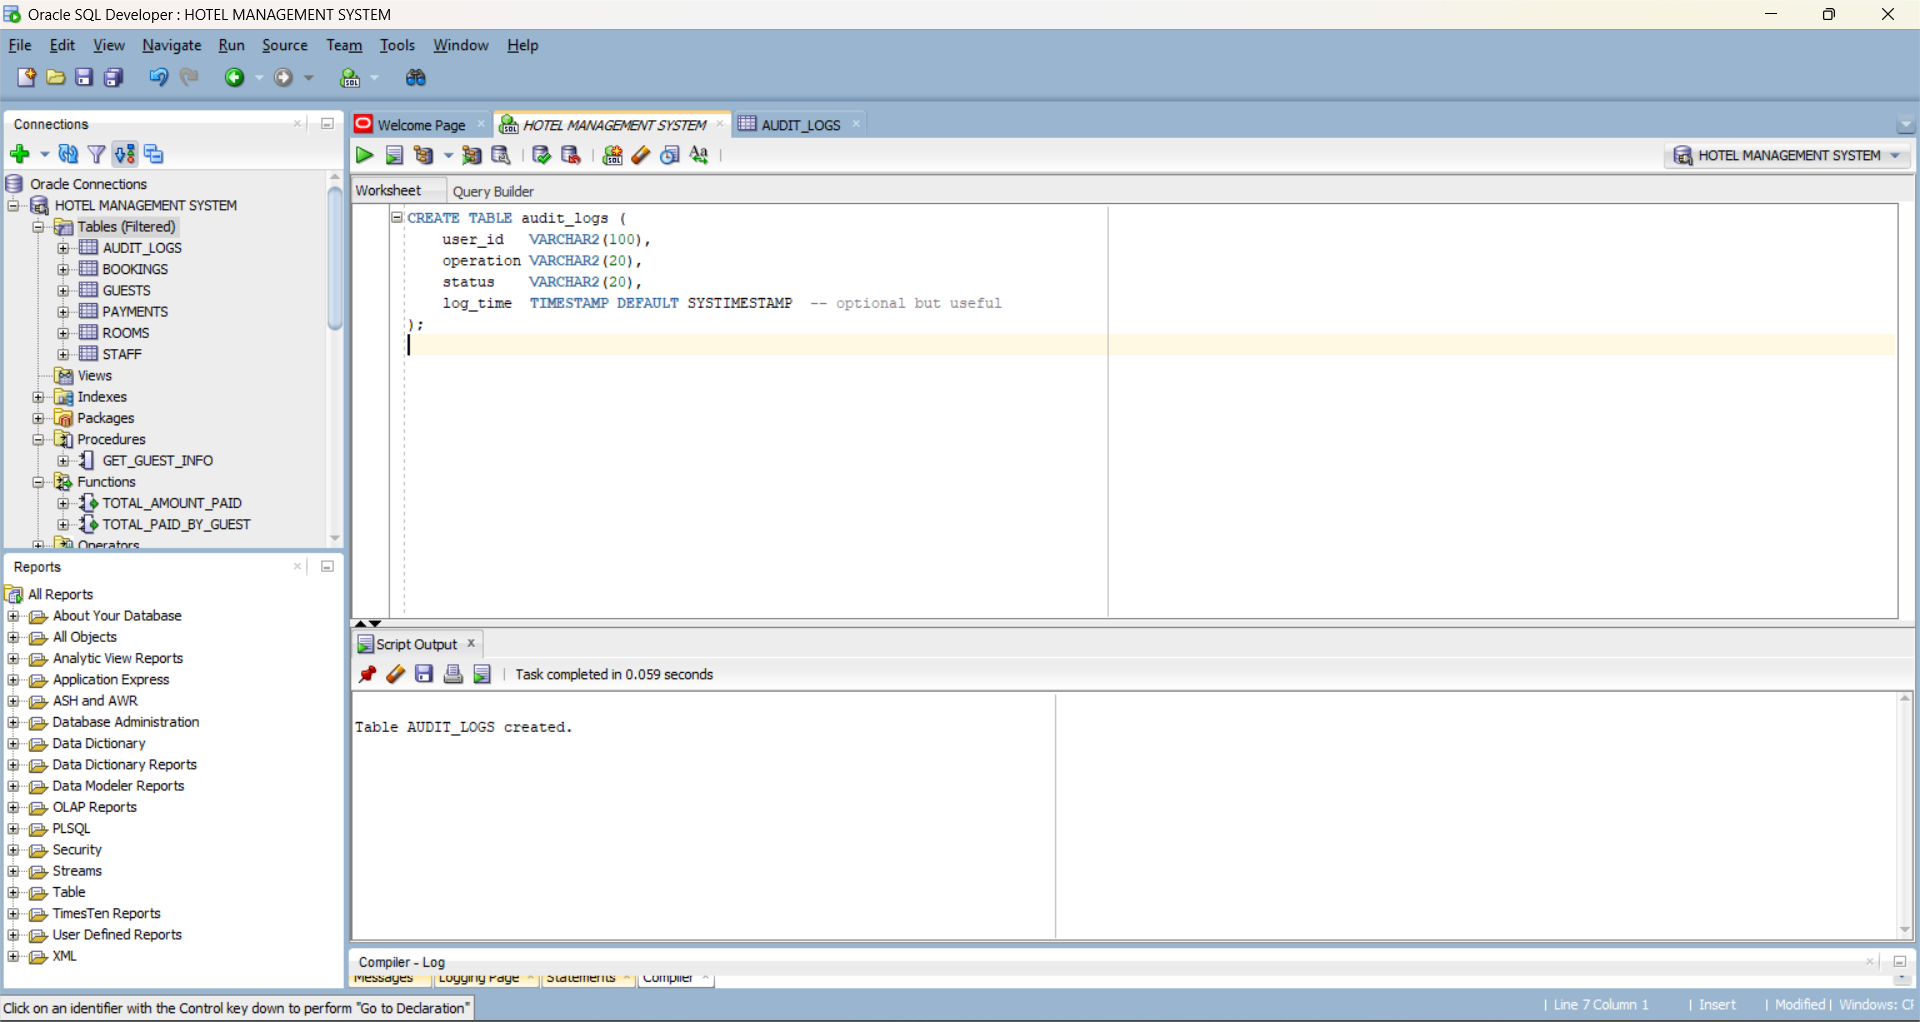 Oracle SQL Developer : HOTEL MANAGEMENT SYSTEM
File Edit View Navigate Run Source Team Tools Window Help
Connections
Oracle Connections
HOTEL MANAGEMENT SYSTEM
Tables (Filtered)
AUDIT_LOGS
BOOKINGS
GUESTS
PAYMENTS
ROOMS
STAFF
Views
Indexes
Packages
Procedures
GET_GUEST_INFO
Functions
TOTAL_AMOUNT_PAID
TOTAL_PAID_BY_GUEST
Operators
Reports
All Reports
About Your Database
All Objects
Analytic View Reports
Application Express
ASH and AWR
Database Administration
Data Dictionary
Data Dictionary Reports
Data Modeler Reports
OLAP Reports
PLSQL
Security
Streams
Table
TimesTen Reports
User Defined Reports
XML
Welcome Page HOTEL MANAGEMENT SYSTEM AUDIT_LOGS
HOTEL MANAGEMENT SYSTEM
Worksheet Query Builder
CREATE TABLE audit_logs (
user_id VARCHAR2(100),
operation VARCHAR2(20),
status VARCHAR2(20),
log_time TIMESTAMP DEFAULT SYSTIMESTAMP -- optional but useful
);
Script Output
Task completed in 0.059 seconds
Table AUDIT_LOGS created.
Compiler - Log
Messages Logging Page Statements Compiler
Click on an identifier with the Control key down to perform "Go to Declaration"
Line 7 Column 1 Insert Modified Windows: CF